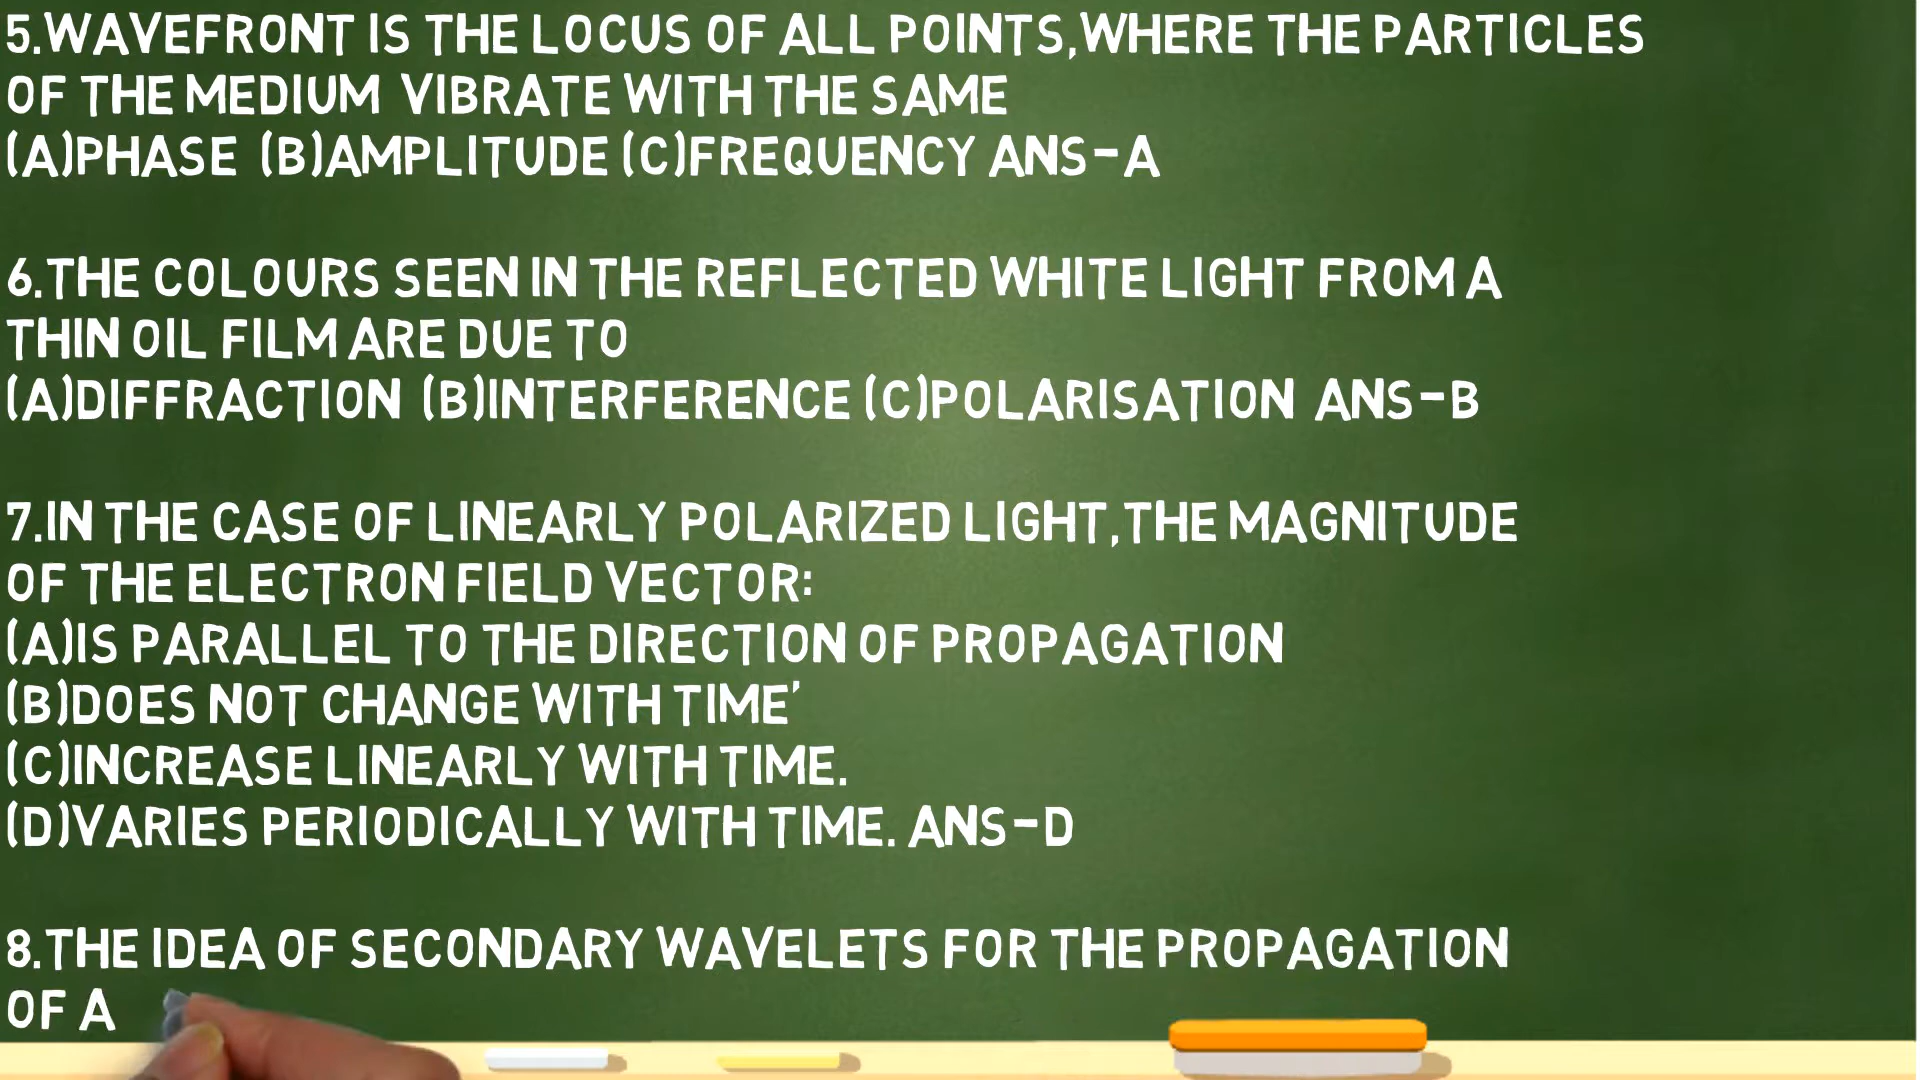 5.WAVEFRONT IS THE LOCUS OF ALL POINTS,WHERE THE PARTICLES
OF THE MEDIUM VIBRATE WITH THE SAME
(A)PHASE (B)AMPLITUDE (C)FREQUENCY ANS-A
6.THE COLOURS SEEN IN THE REFLECTED WHITE LIGHT FROM A
THIN OIL FILM ARE DUE TO
(A)DIFFRACTION (B)INTERFERENCE (C)POLARISATION ANS-B
7.IN THE CASE OF LINEARLY POLARIZED LIGHT,THE MAGNITUDE
OF THE ELECTRON FIELD VECTOR:
(A)IS PARALLEL TO THE DIRECTION OF PROPAGATION
(B)DOES NOT CHANGE WITH TIME'
(C)INCREASE LINEARLY WITH TIME.
(D)VARIES PERIODICALLY WITH TIME. ANS-D
8.THE IDEA OF SECONDARY WAVELETS FOR THE PROPAGATION
OF A